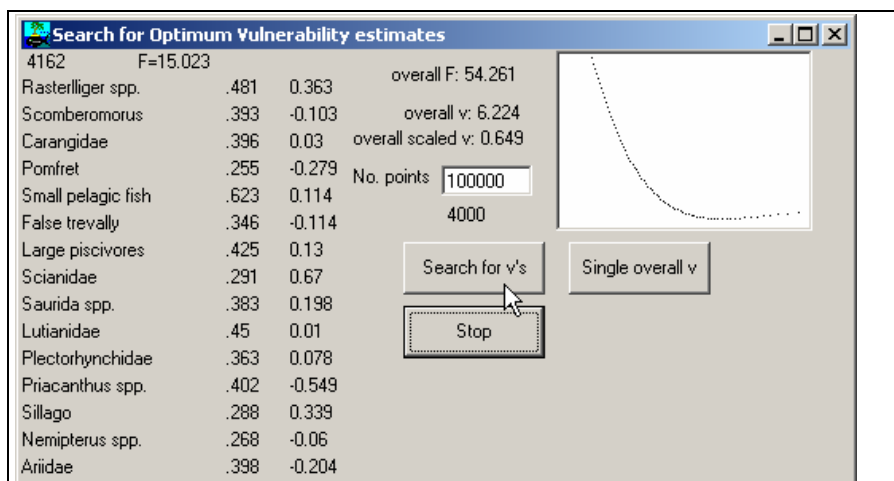 Search for Optimum Vulnerability estimates
4162 F=15.023
Rasterlliger spp. .481 0.363
Scomberomorus .393 -0.103
Carangidae .396 0.03
Pomfret .255 -0.279
Small pelagic fish .623 0.114
False trevally .346 -0.114
Large piscivores .425 0.13
Scianidae .291 0.67
Saurida spp. .383 0.198
Lutianidae .45 0.01
Plectorhynchidae .363 0.078
Priacanthus spp. .402 -0.549
Sillago .288 0.339
Nemipterus spp. .268 -0.06
Ariidae .398 -0.204
overall F: 54.261
overall v: 6.224
overall scaled v: 0.649
No. points 100000
4000
Search for v's Single overall v
Stop